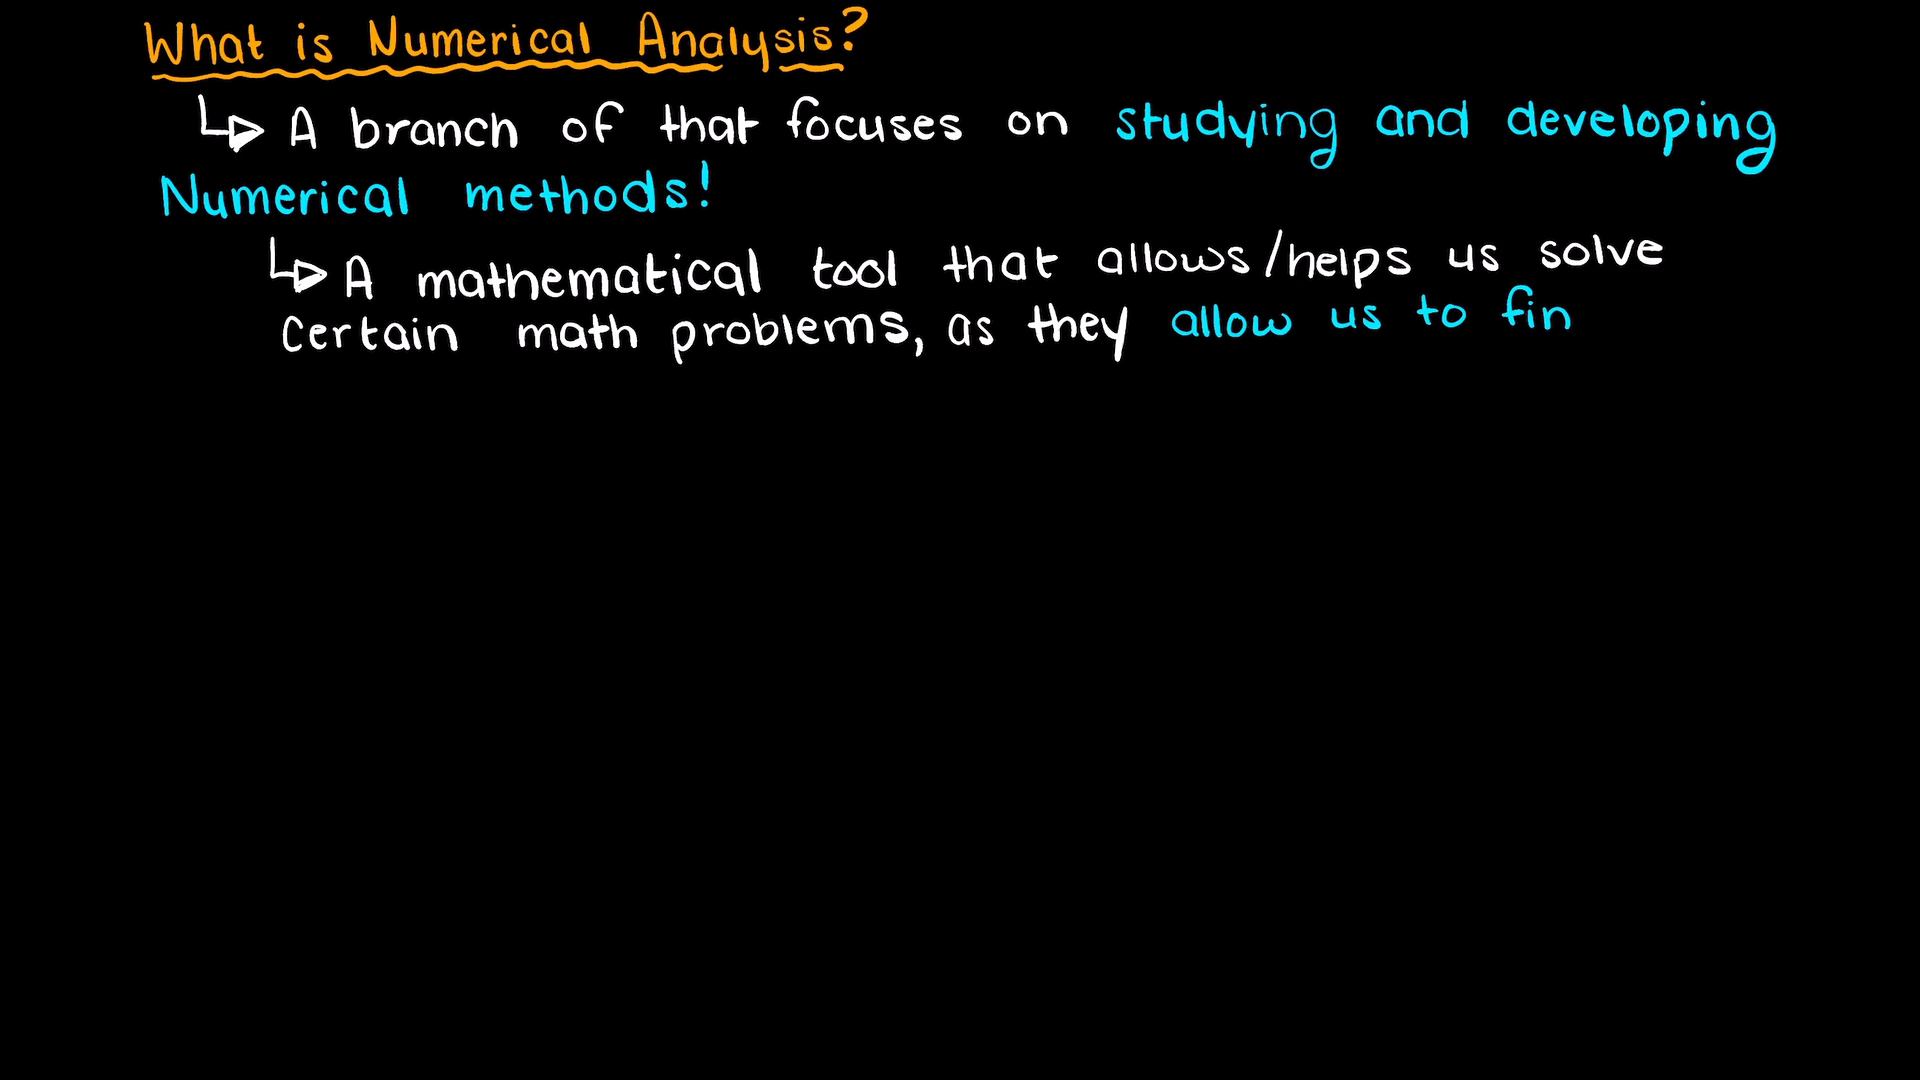 What is Numerical Analysis?
A branch of that focuses on studying and developing
Numerical methods!
A mathematical tool that allows/helps us solve
certain math problems, as they allow us to fin